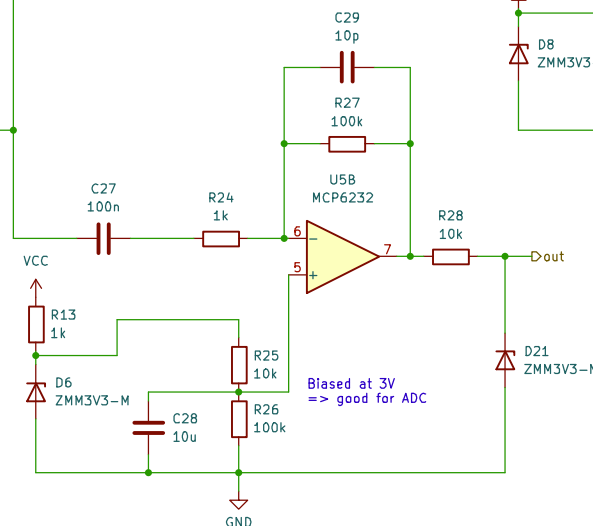 C29
10p
D8
ZMM3V3
R27
100k
U5B
MCP6232
C27
100n
R24
1k
6
7
5
R28
10k
out
VCC
R13
1k
D6
ZMM3V3-M
R25
10k
Biased at 3V
=> good for ADC
D21
ZMM3V3-M
C28
10u
R26
100k
GND